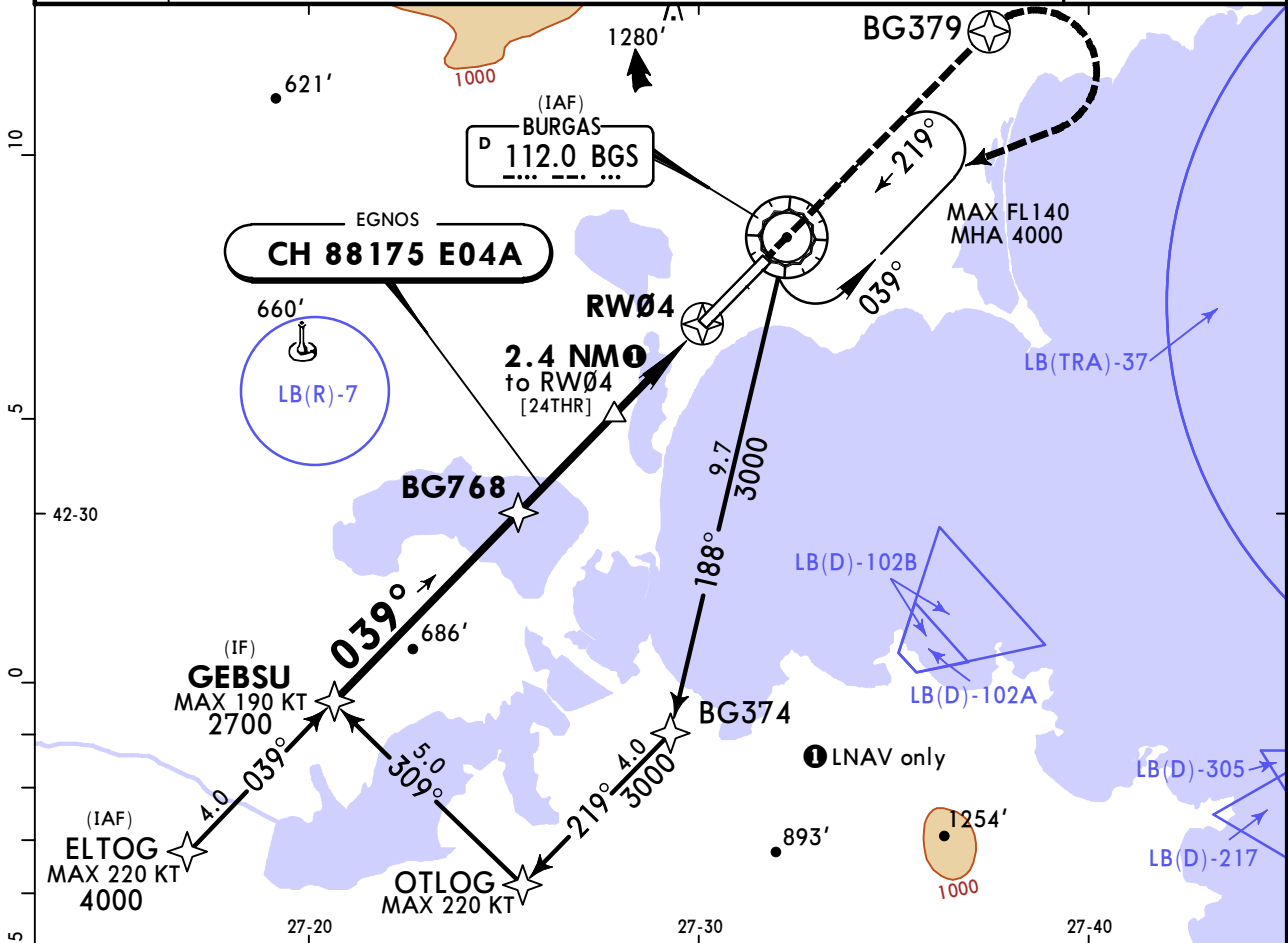 BG379
1280'
1000
621'
(IAF)
BURGAS
D 112.0 BGS
219°
10
MAX FL140
MHA 4000
EGNOS
CH 88175 E04A
039°
660'
RWØ4
2.4 NM❶
to RWØ4
[24THR]
LB(TRA)-37
LB(R)-7
5
9.7
3000
BG768
42-30
188°
LB(D)-102B
039°
686'
(IF)
GEBSU
MAX 190 KT
2700
0
LB(D)-102A
BG374
4.0
3000
219°
5.0
309°
❶ LNAV only
LB(D)-305
4.0
039°
(IAF)
ELTOG
MAX 220 KT
4000
893'
1254'
1000
LB(D)-217
OTLOG
MAX 220 KT
5
27-20
27-30
27-40